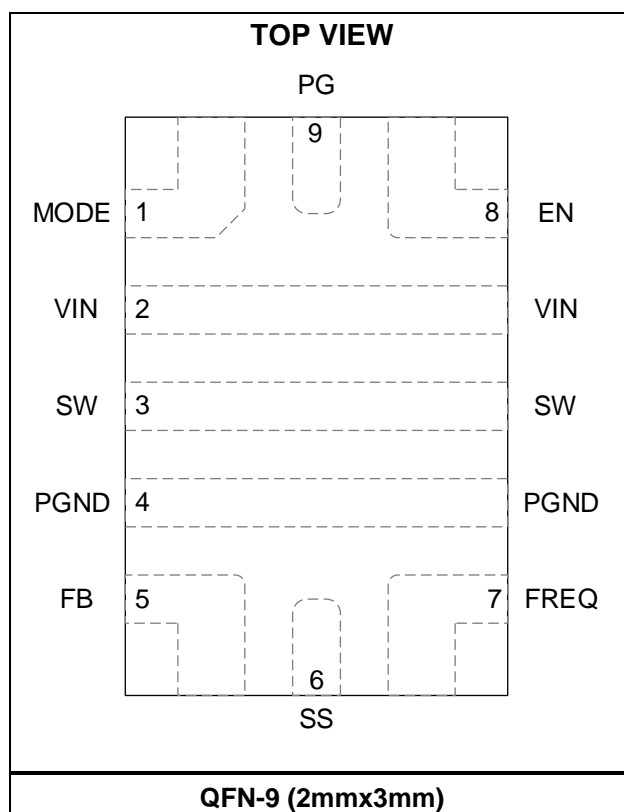 TOP VIEW
PG
9
MODE 1 8 EN
VIN 2 VIN
SW 3 SW
PGND 4 PGND
FB 5 7 FREQ
6
SS
QFN-9 (2mmx3mm)